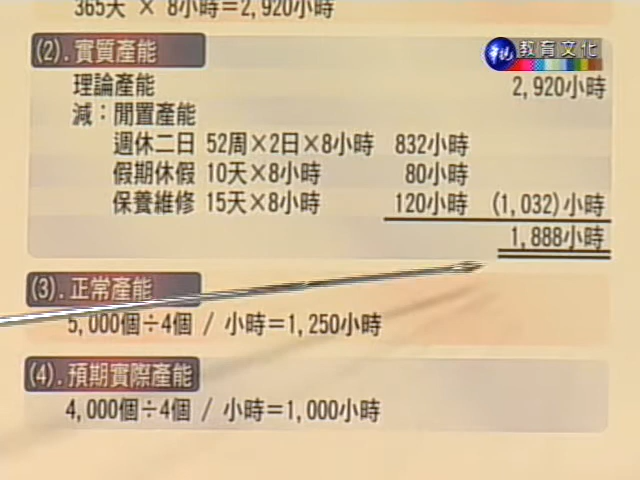 365天 × 8小時＝2,920小時
(2).實質產能
華視 教育文化
理論產能 2,920小時
減：閒置產能
週休二日 52周×2日×8小時 832小時
假期休假 10天×8小時 80小時
保養維修 15天×8小時 120小時 (1,032)小時
1,888小時
(3).正常產能
5,000個÷4個 / 小時＝1,250小時
(4).預期實際產能
4,000個÷4個 / 小時＝1,000小時